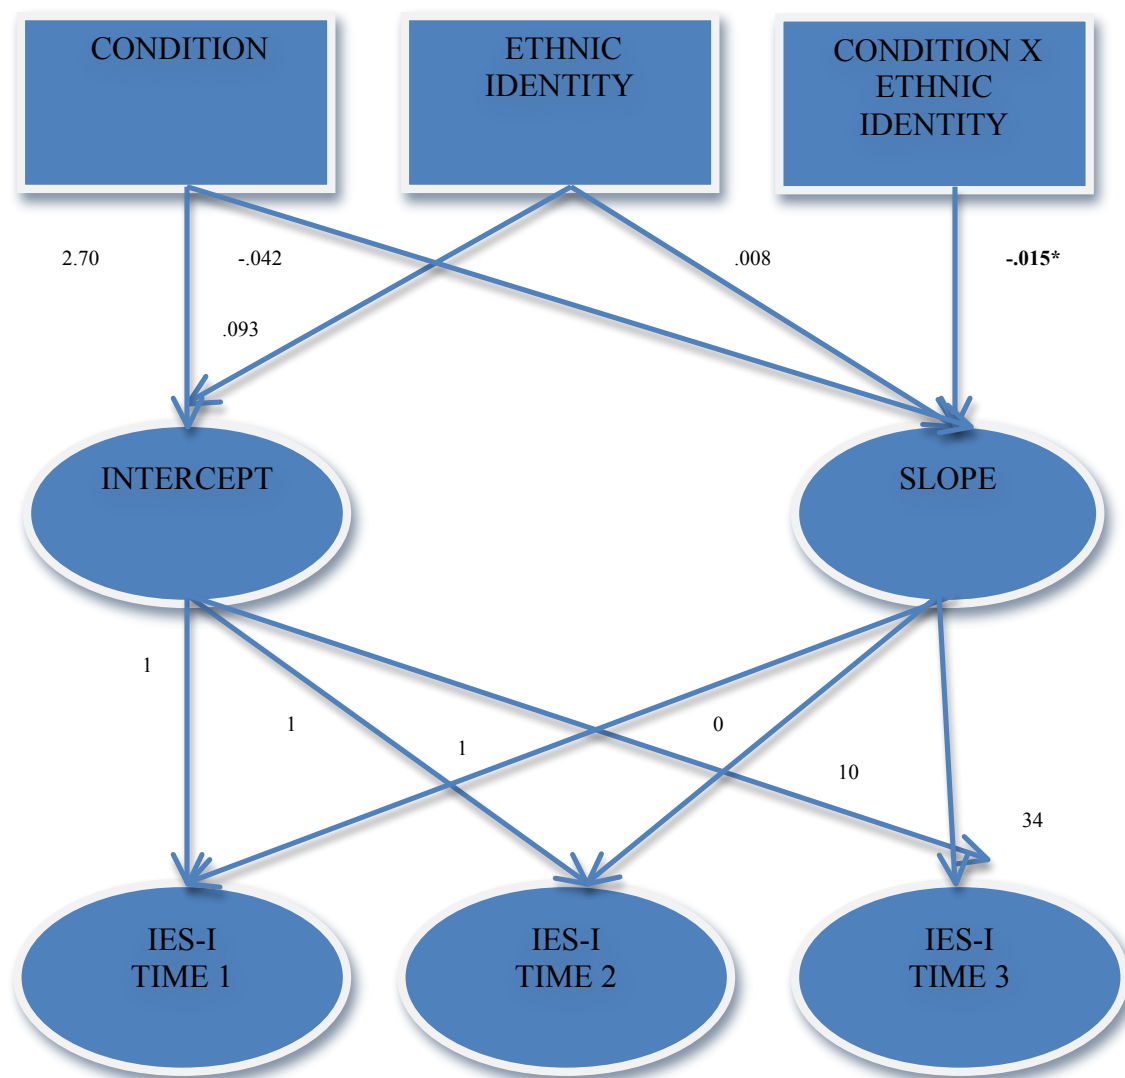 CONDITION
ETHNIC
IDENTITY
CONDITION X
ETHNIC
IDENTITY
2.70
-.042
.008
-.015*
.093
INTERCEPT
SLOPE
1
1
1
0
10
34
IES-I
TIME 1
IES-I
TIME 2
IES-I
TIME 3